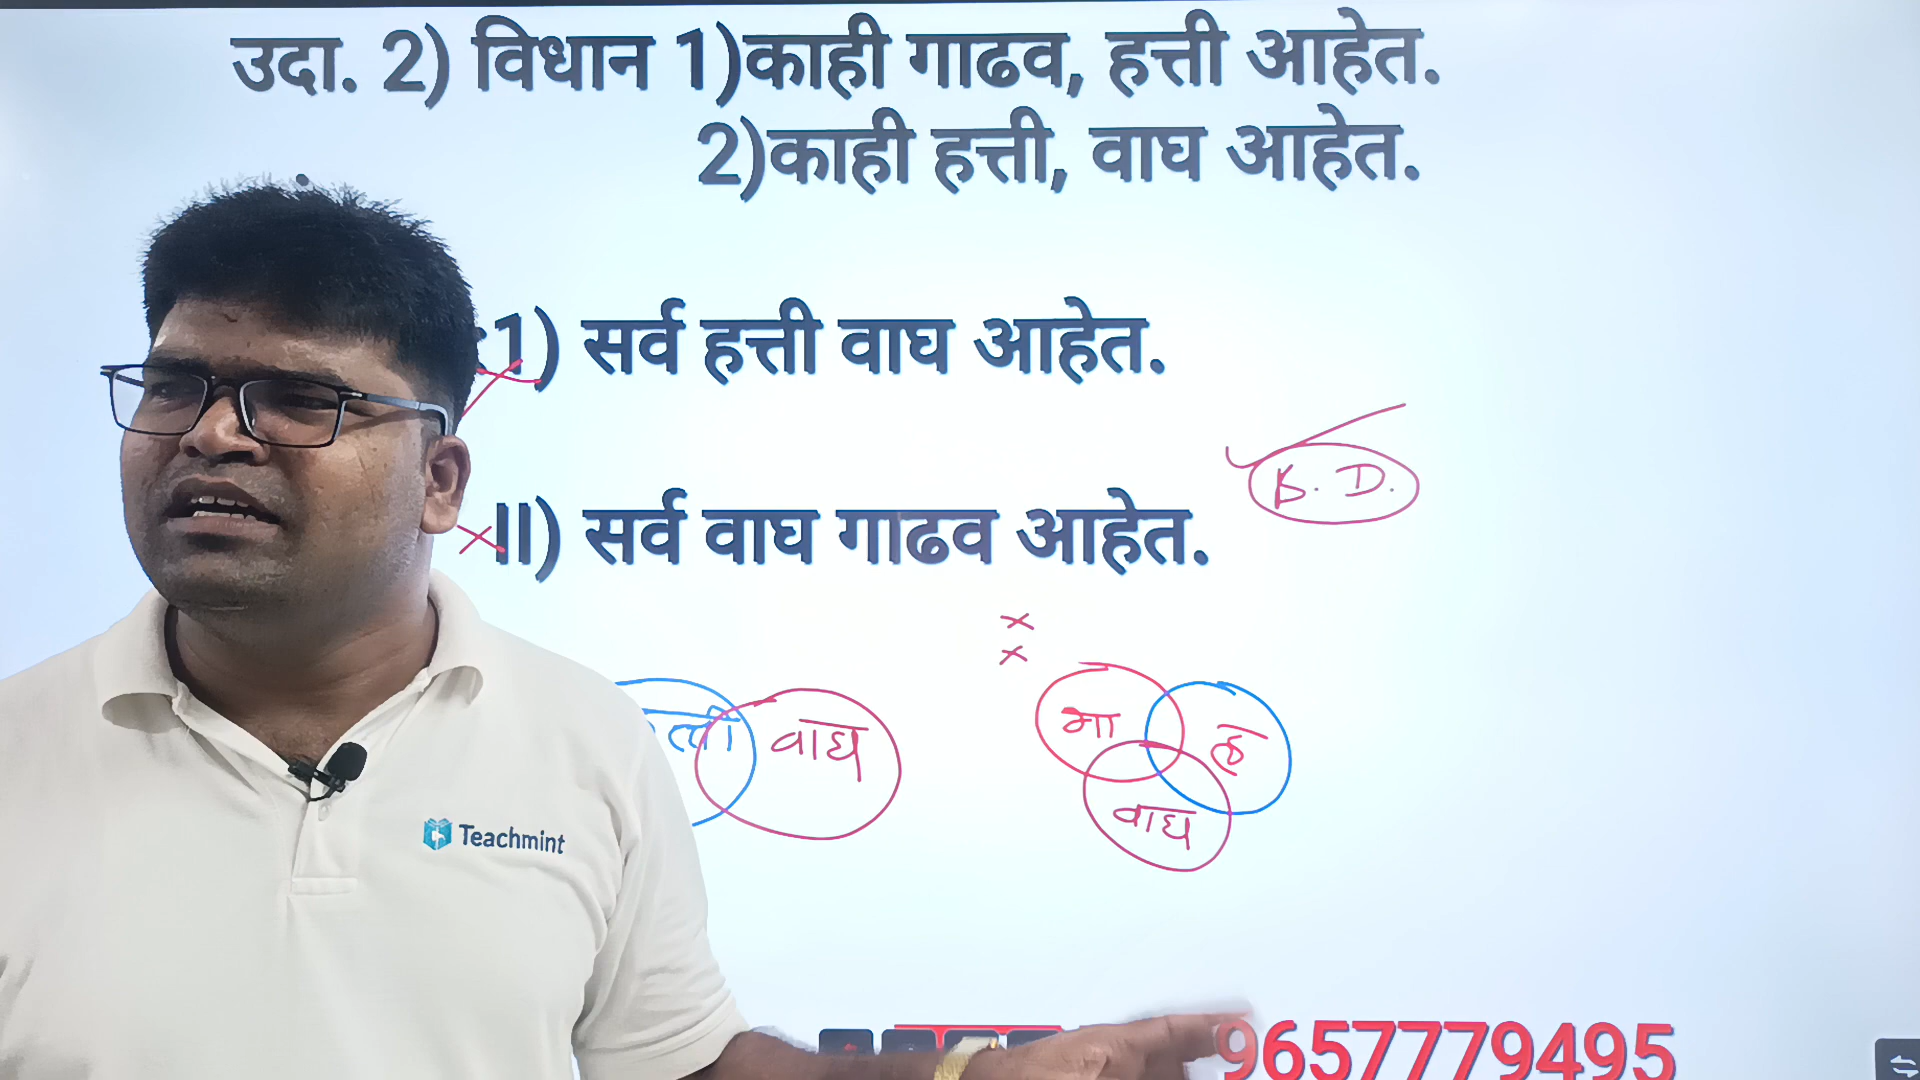 उदा. 2) विधान 1)काही गाढव, हत्ती आहेत.
2)काही हत्ती, वाघ आहेत.
1) सर्व हत्ती वाघ आहेत.
B. D.
II) सर्व वाघ गाढव आहेत.
त्ती वाघ
गा ह
वाघ
Teachmint
9657779495